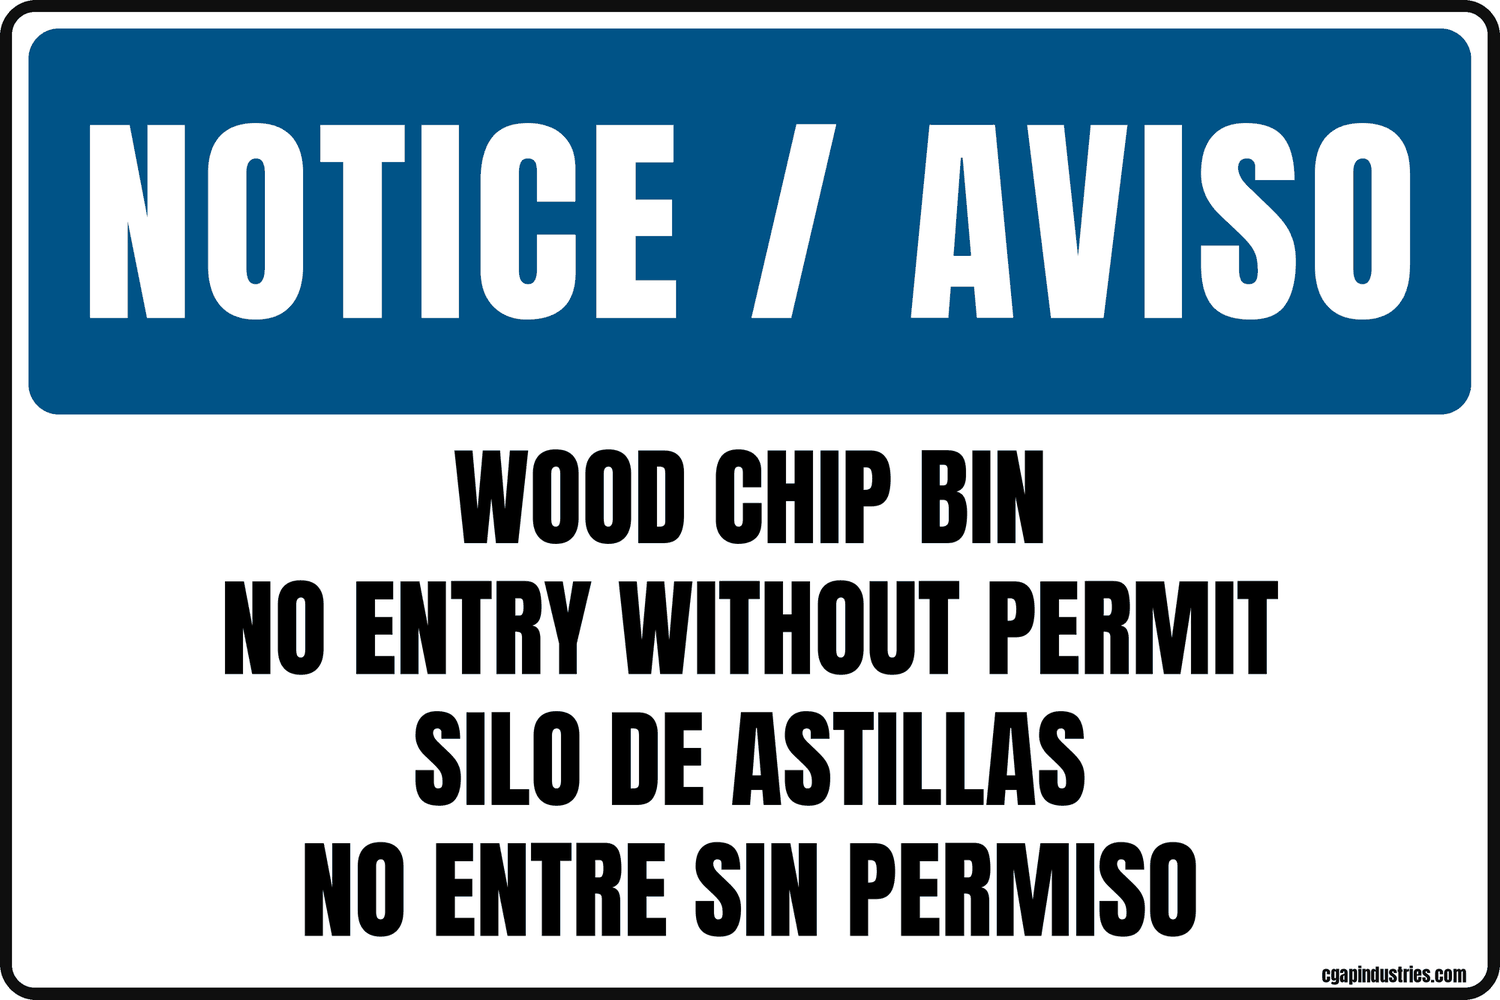 NOTICE / AVISO
WOOD CHIP BIN
NO ENTRY WITHOUT PERMIT
SILO DE ASTILLAS
NO ENTRE SIN PERMISO
cgapindustries.com